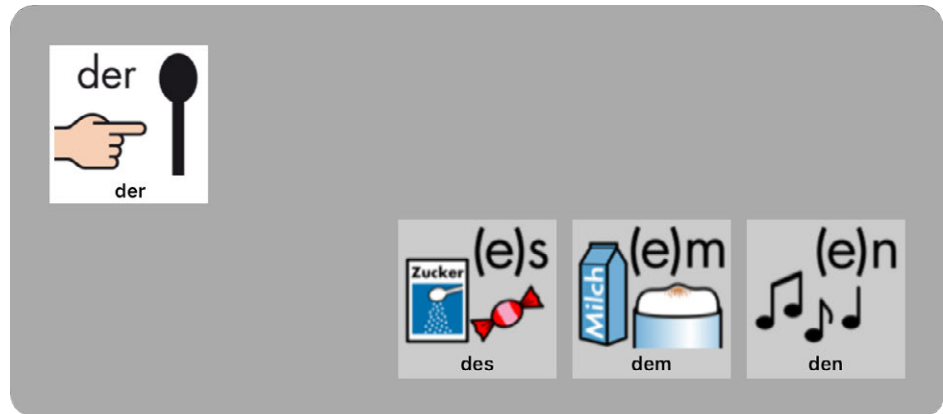 der
der
Zucker
(e)s
des
Milch
(e)m
dem
(e)n
den